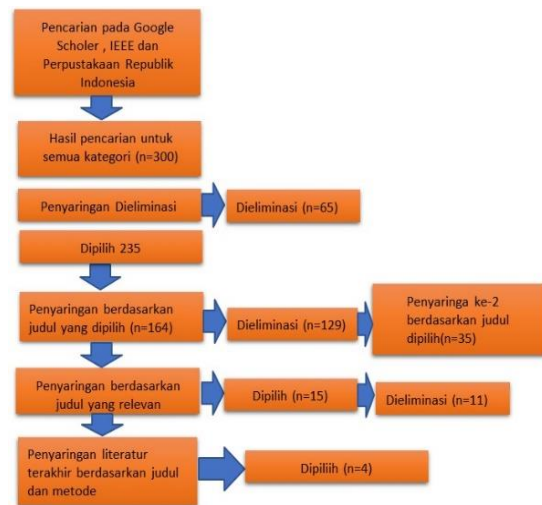 Pencarian pada Google
Scholer , IEEE dan
Perpustakaan Republik
Indonesia
Hasil pencarian untuk
semua kategori (n=300)
Penyaringan Dieliminasi
Dieliminasi (n=65)
Dipilih 235
Penyaringan berdasarkan
judul yang dipilih (n=164)
Dieliminasi (n=129)
Penyaringa ke-2
berdasarkan judul
dipilih(n=35)
Penyaringan berdasarkan
judul yang relevan
Dipilih (n=15)
Dieliminasi (n=11)
Penyaringan literatur
terakhir berdasarkan judul
dan metode
Dipiliih (n=4)